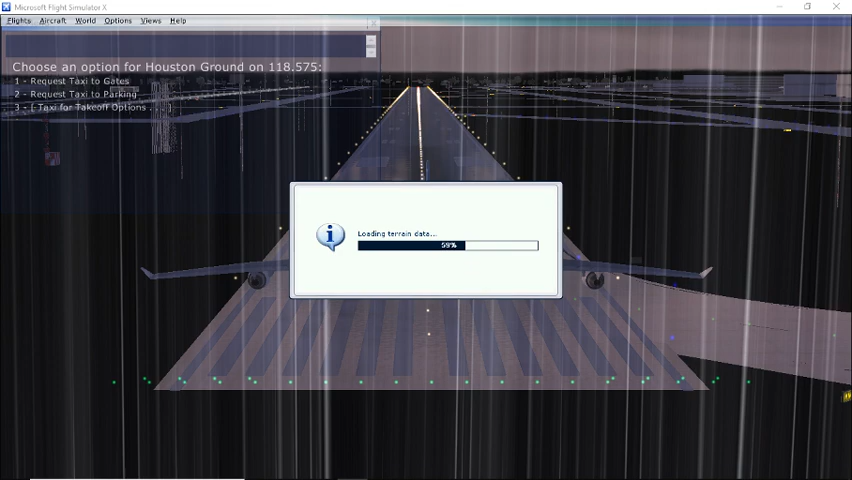 Microsoft Flight Simulator X
Flights Aircraft World Options Views Help
Choose an option for Houston Ground on 118.575:
1 - Request Taxi to Gates
2 - Request Taxi to Parking
3 - [ Taxi for Takeoff Options . . . . ]
Loading terrain data...
59%